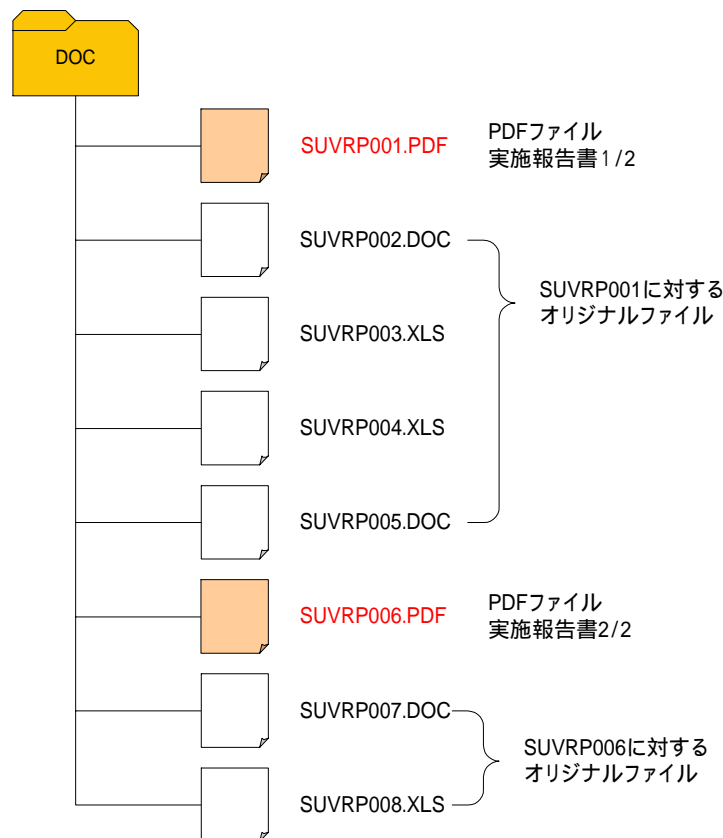 DOC
SUVRP001.PDF
PDFファイル
実施報告書1/2
SUVRP002.DOC
SUVRP001に対する
オリジナルファイル
SUVRP003.XLS
SUVRP004.XLS
SUVRP005.DOC
SUVRP006.PDF
PDFファイル
実施報告書2/2
SUVRP007.DOC
SUVRP006に対する
オリジナルファイル
SUVRP008.XLS